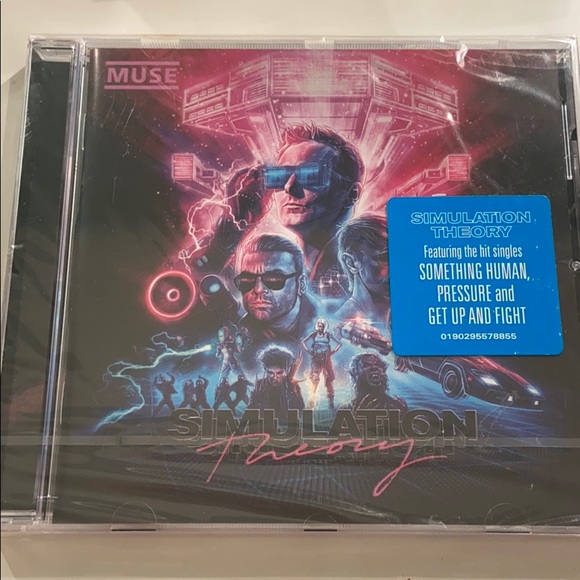 MUSE
SIMULATION
THEORY
Featuring the hit singles
SOMETHING HUMAN,
PRESSURE and
GET UP AND FIGHT
0190295578855
SIMULATION
Theory